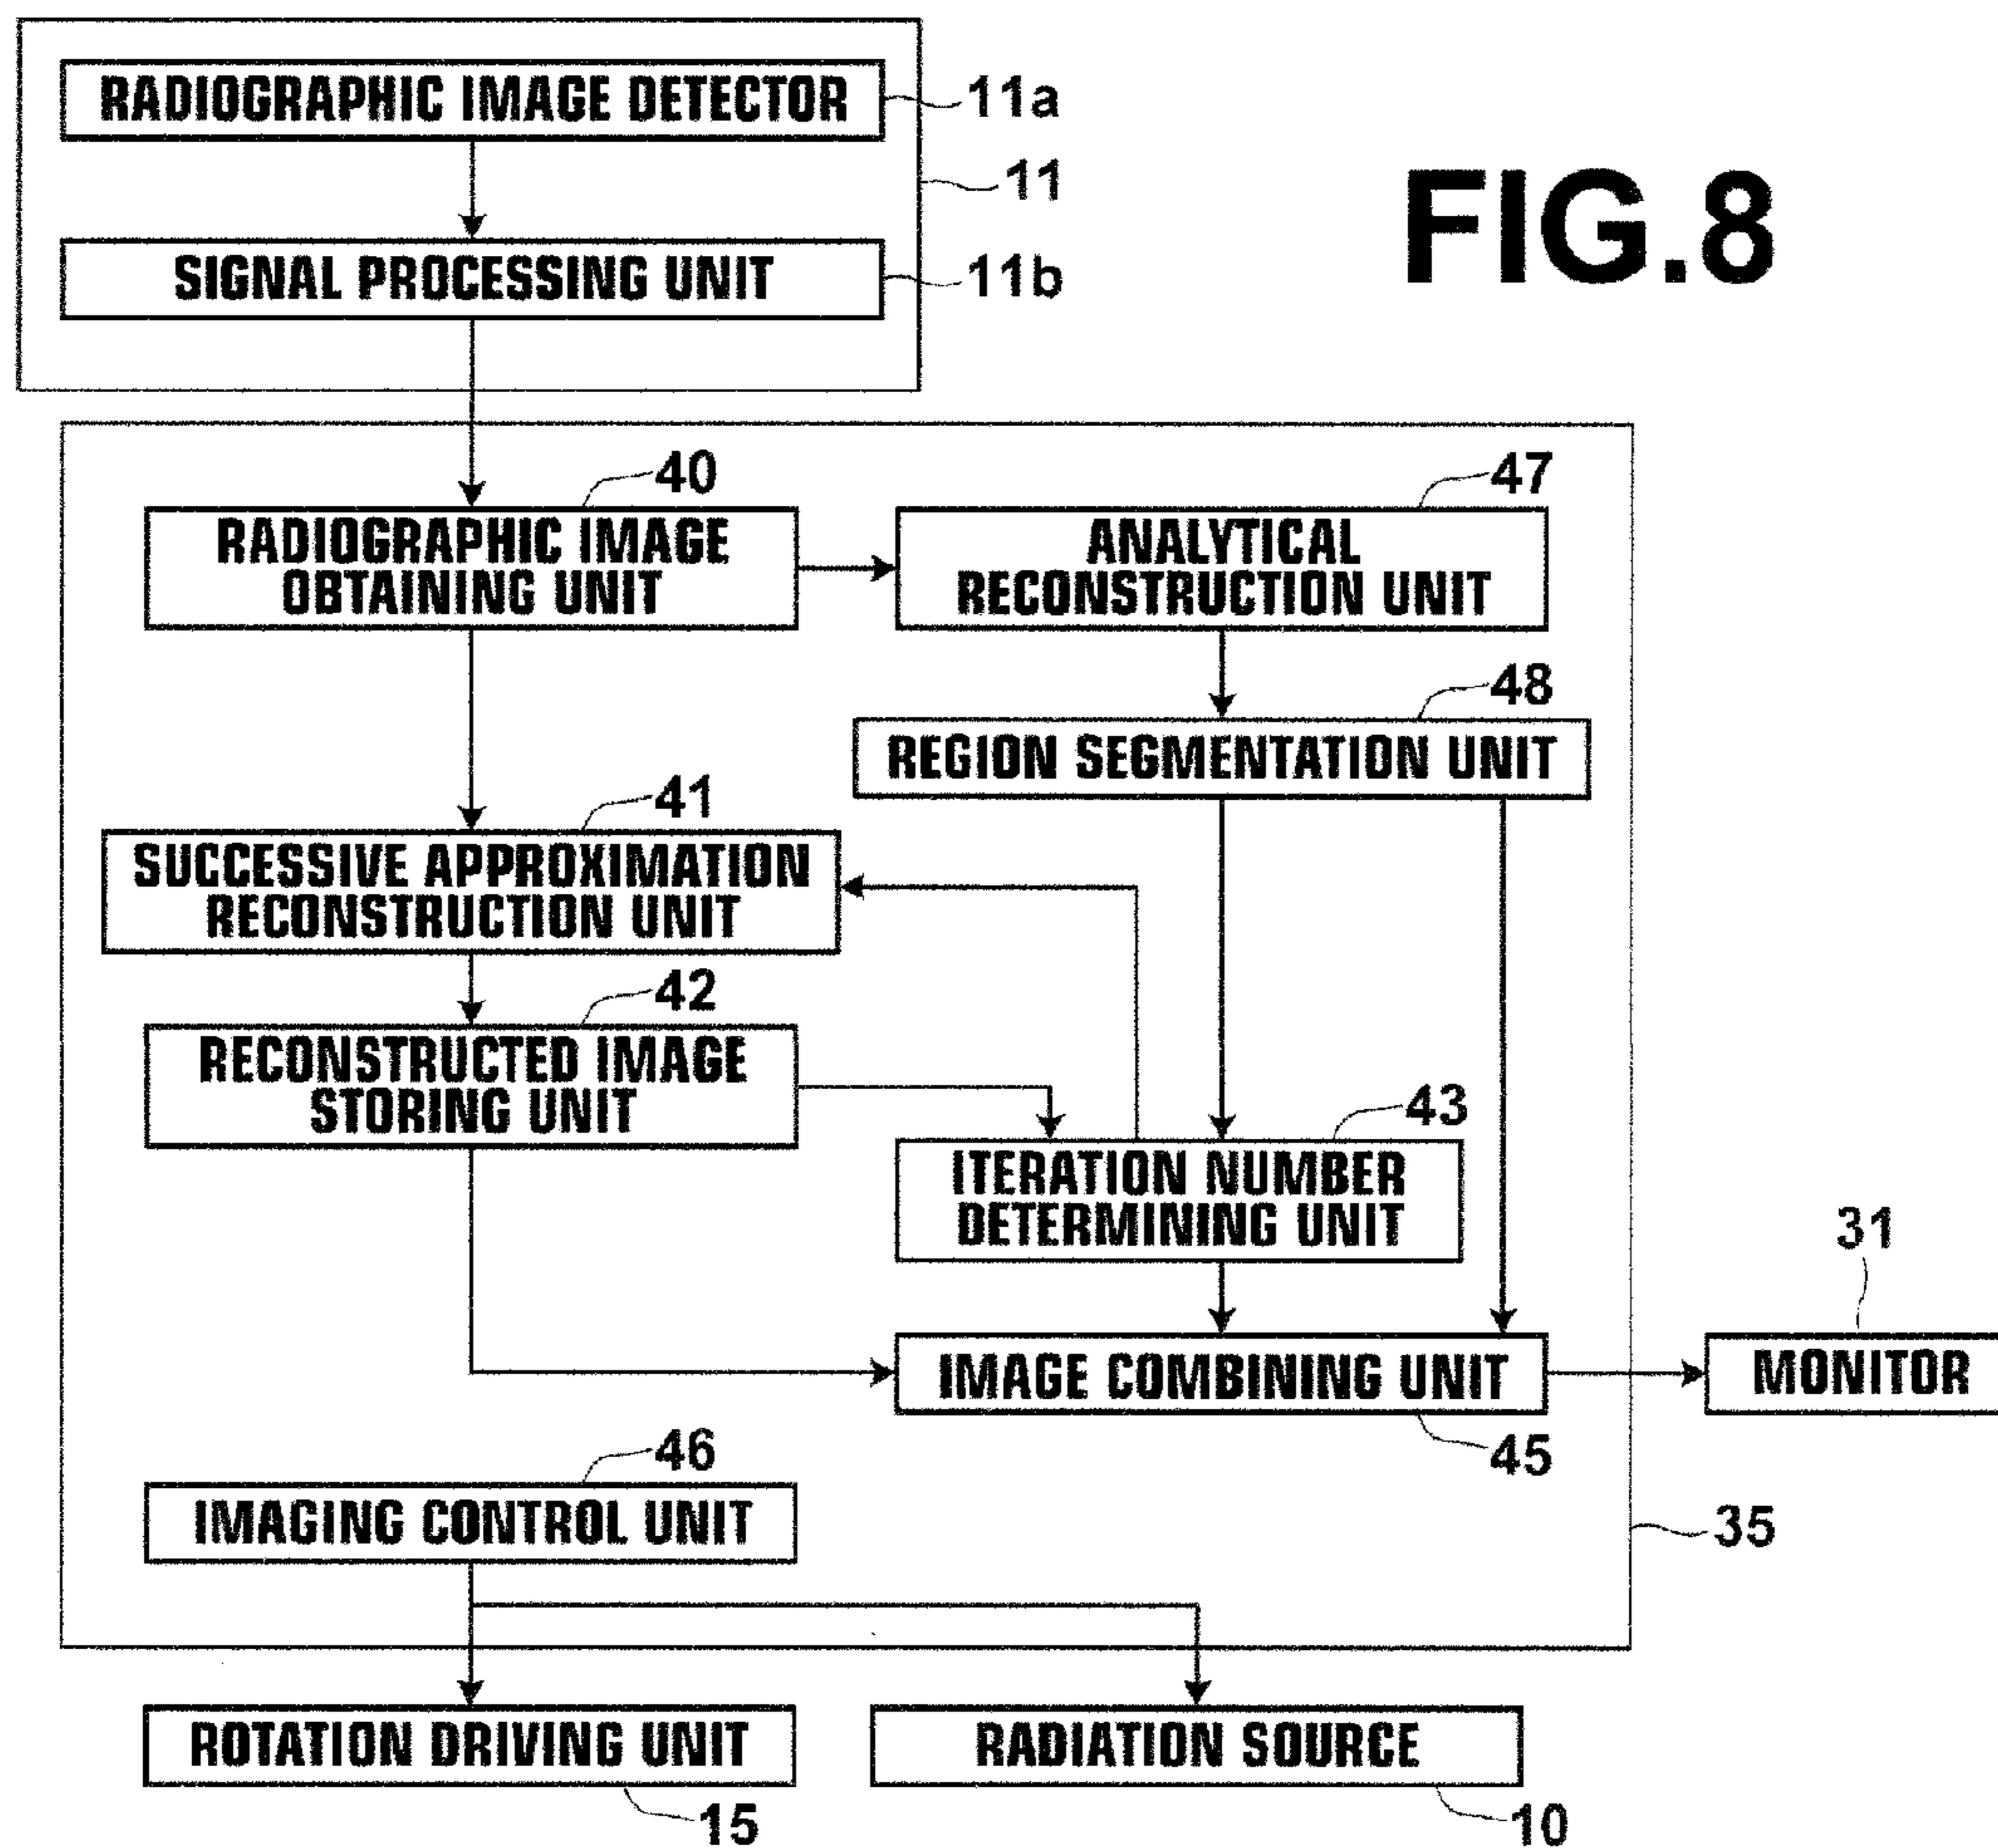 RADIOGRAPHIC IMAGE DETECTOR
11a
11
FIG.8
SIGNAL PROCESSING UNIT
11b
40
47
RADIOGRAPHIC IMAGE
OBTAINING UNIT
ANALYTICAL
RECONSTRUCTION UNIT
48
REGION SEGMENTATION UNIT
41
SUCCESSIVE APPROXIMATION
RECONSTRUCTION UNIT
42
RECONSTRUCTED IMAGE
STORING UNIT
43
ITERATION NUMBER
DETERMINING UNIT
31
IMAGE COMBINING UNIT
MONITOR
45
46
IMAGING CONTROL UNIT
35
ROTATION DRIVING UNIT
RADIATION SOURCE
15
10